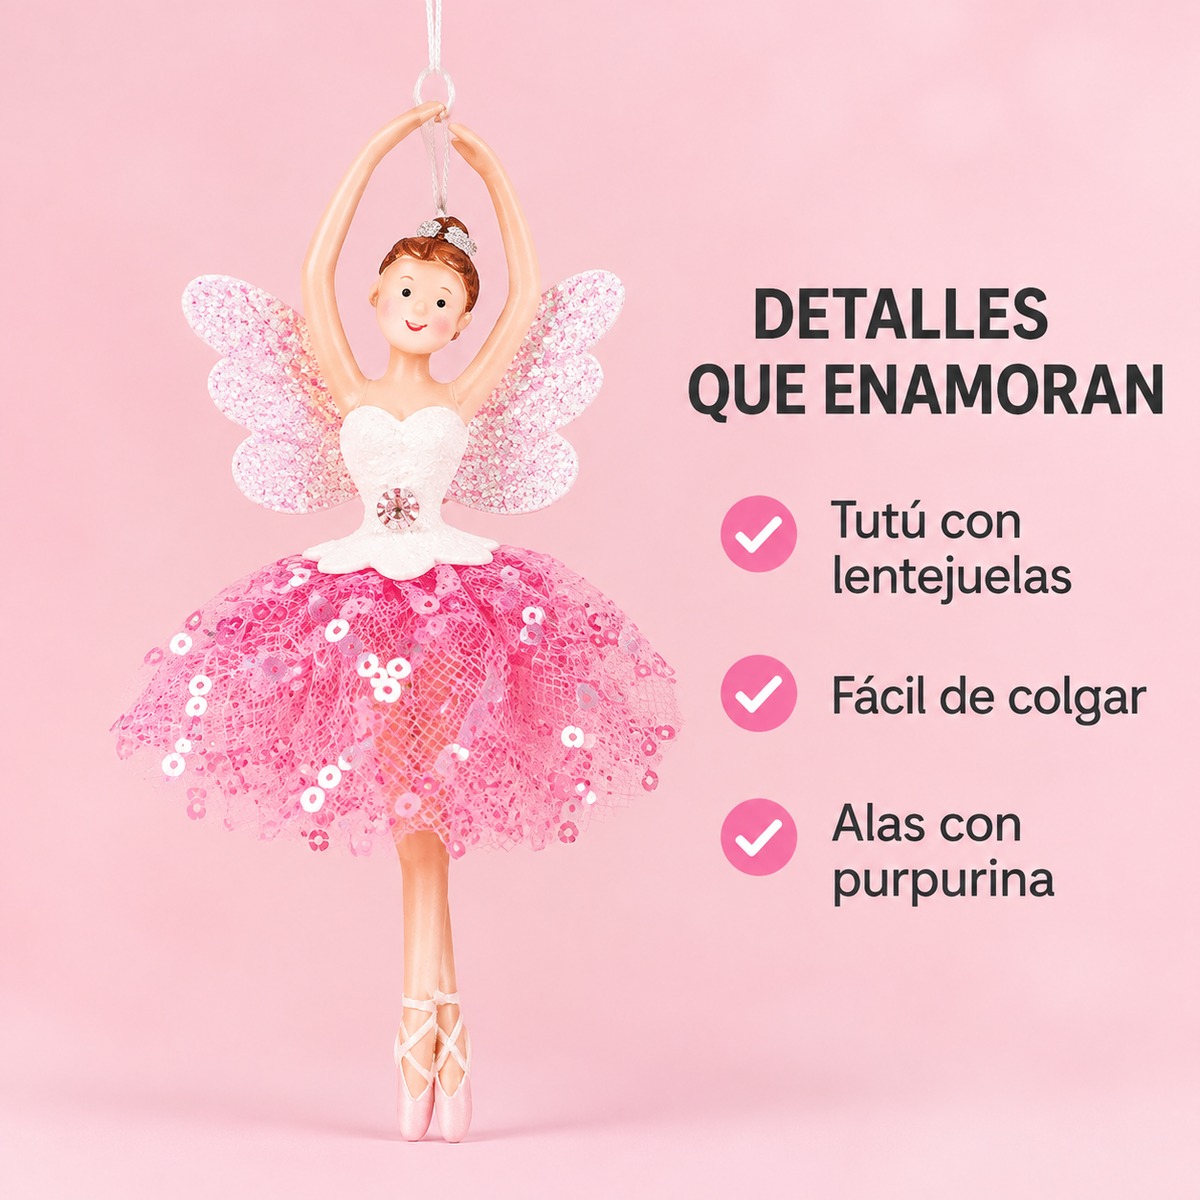 DETALLES
QUE ENAMORAN
Tutú con
lentejuelas
Fácil de colgar
Alas con
purpurina